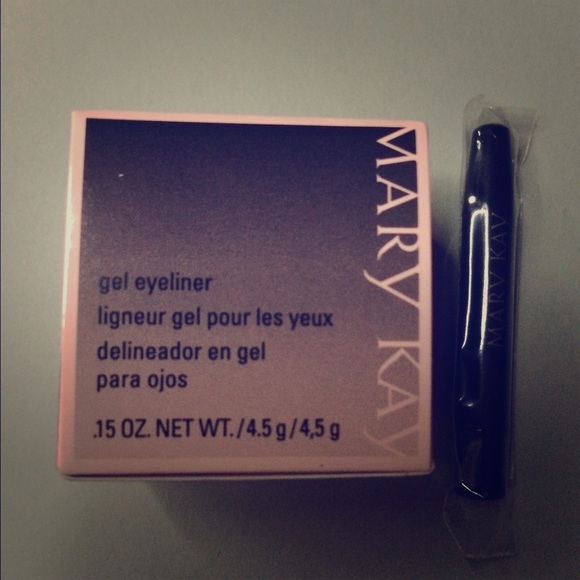 MARY KAY
gel eyeliner
ligneur gel pour les yeux
delineador en gel
para ojos
.15 OZ. NET WT./4.5 g/4,5 g
MARY KAY